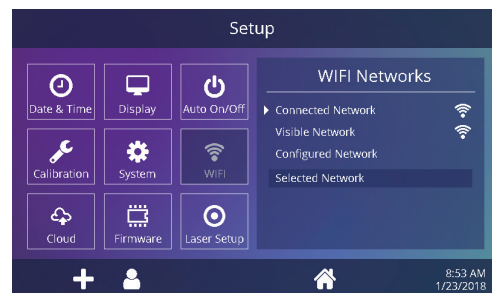 Setup
Date & Time
Display
Auto On/Off
Calibration
System
WIFI
Cloud
Firmware
Laser Setup
WIFI Networks
Connected Network
Visible Network
Configured Network
Selected Network
8:53 AM
1/23/2018